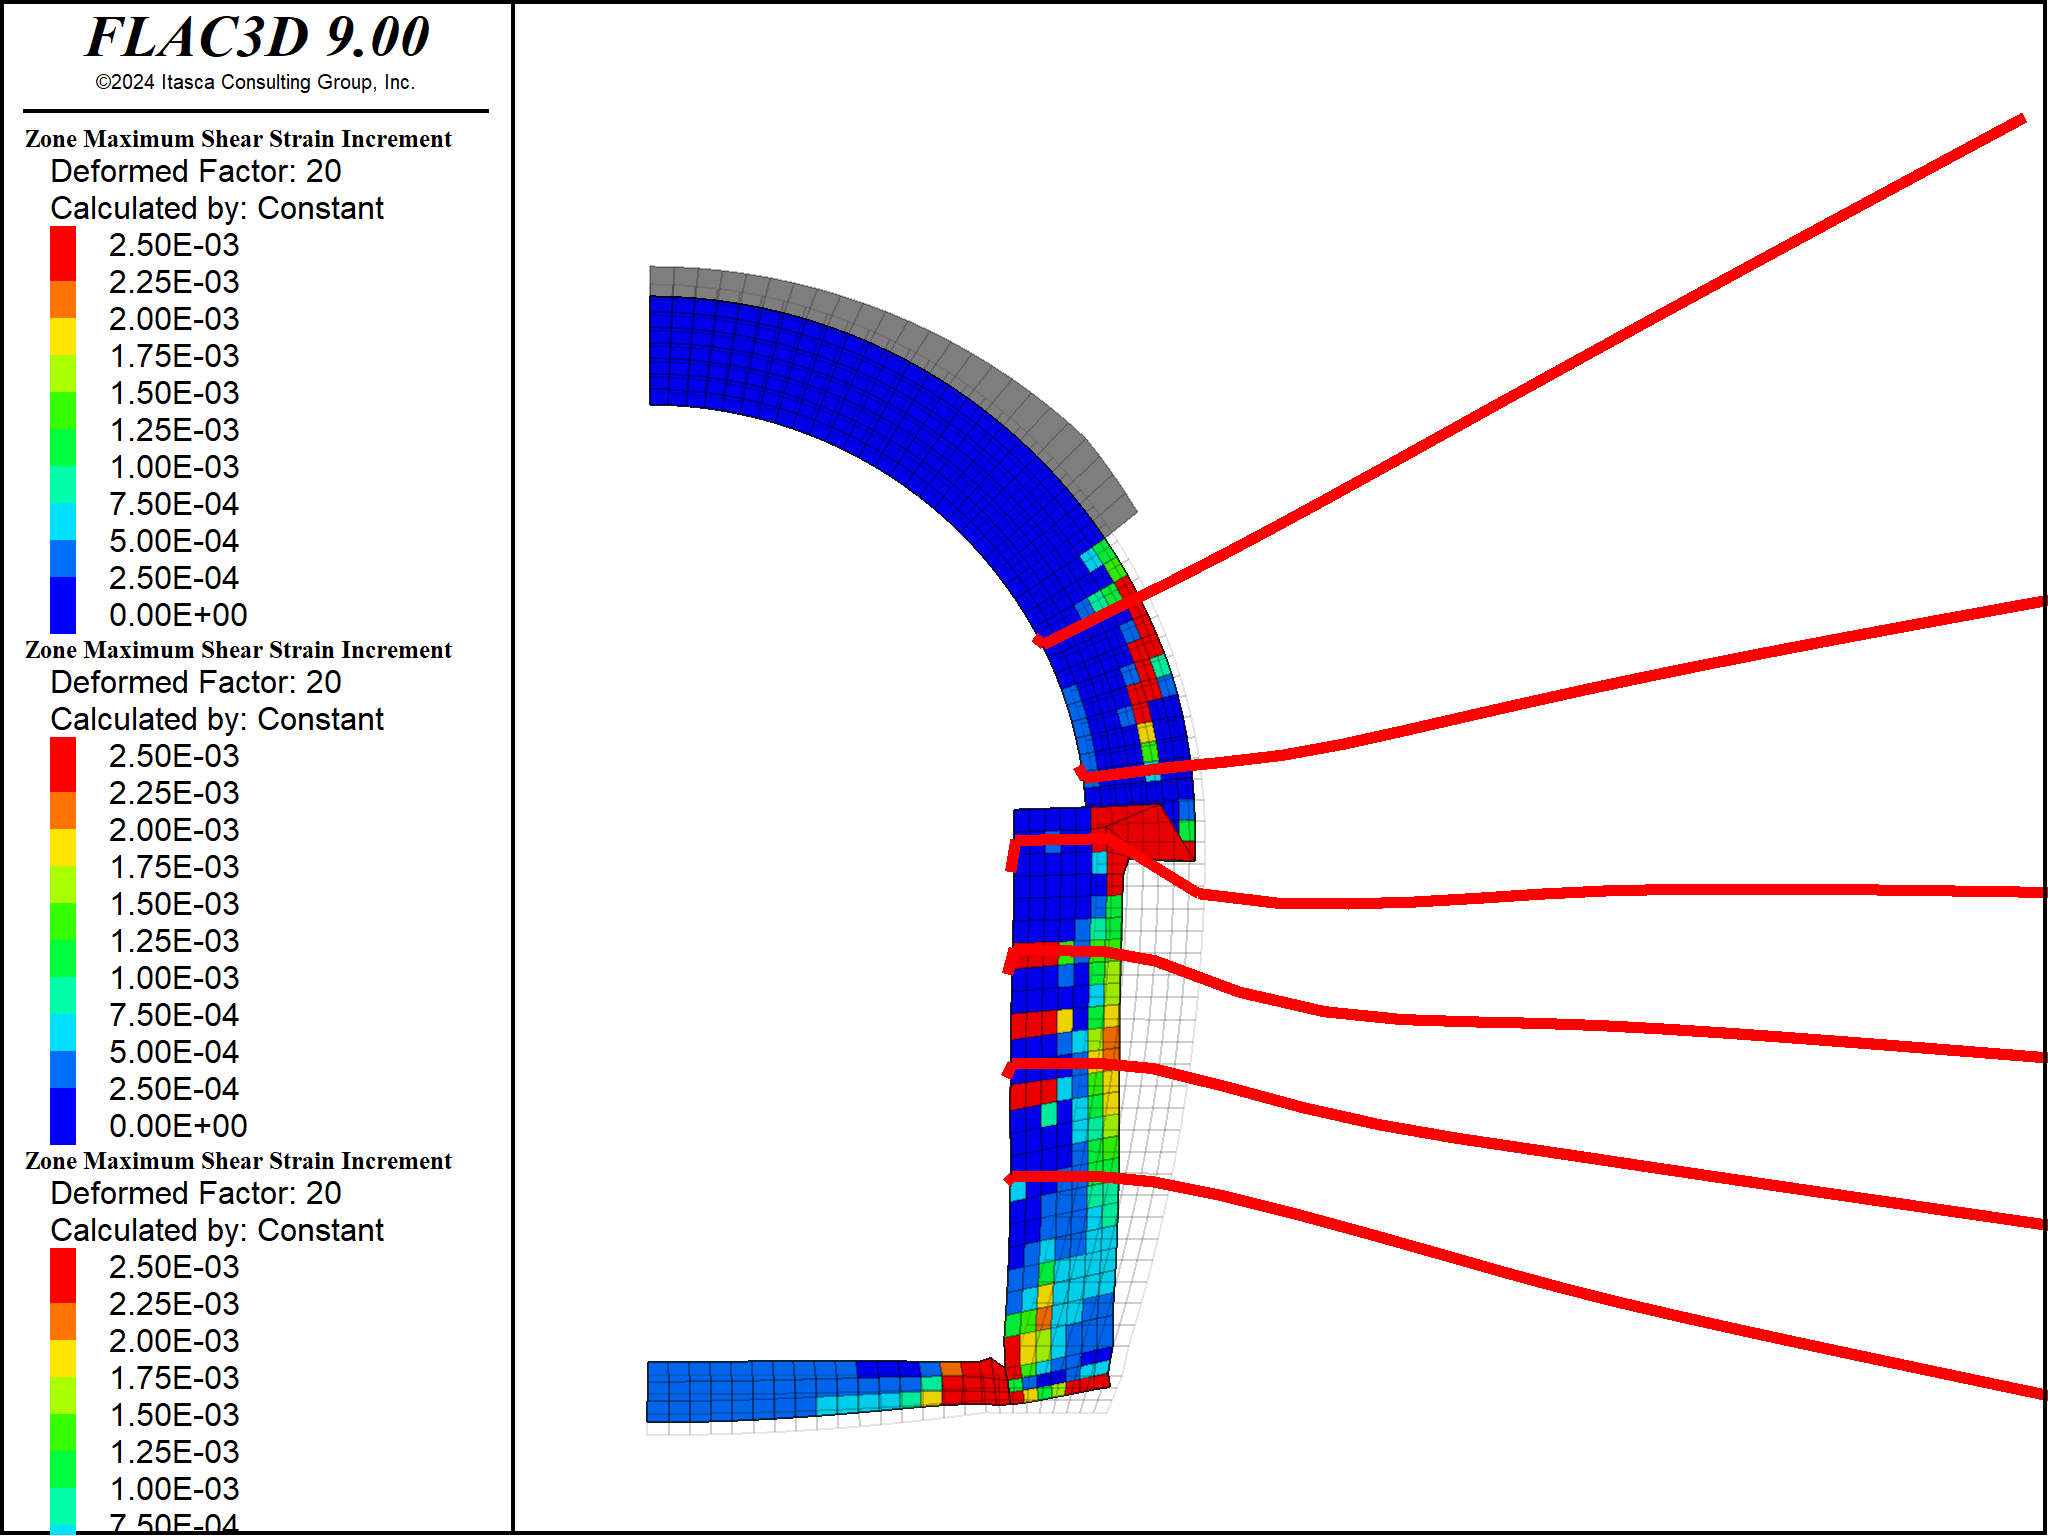 FLAC3D 9.00
©2024 Itasca Consulting Group, Inc.
Zone Maximum Shear Strain Increment
Deformed Factor: 20
Calculated by: Constant
2.50E-03
2.25E-03
2.00E-03
1.75E-03
1.50E-03
1.25E-03
1.00E-03
7.50E-04
5.00E-04
2.50E-04
0.00E+00
Zone Maximum Shear Strain Increment
Deformed Factor: 20
Calculated by: Constant
2.50E-03
2.25E-03
2.00E-03
1.75E-03
1.50E-03
1.25E-03
1.00E-03
7.50E-04
5.00E-04
2.50E-04
0.00E+00
Zone Maximum Shear Strain Increment
Deformed Factor: 20
Calculated by: Constant
2.50E-03
2.25E-03
2.00E-03
1.75E-03
1.50E-03
1.25E-03
1.00E-03
7.50E-04